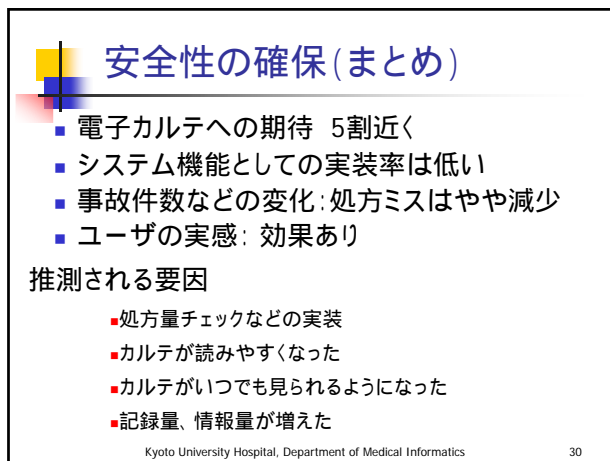 安全性の確保(まとめ)
■ 電子カルテへの期待 5割近く
■ システム機能としての実装率は低い
■ 事故件数などの変化:処方ミスはやや減少
■ ユーザの実感: 効果あり
推測される要因
■処方量チェックなどの実装
■カルテが読みやすくなった
■カルテがいつでも見られるようになった
■記録量、情報量が増えた
Kyoto University Hospital, Department of Medical Informatics 30